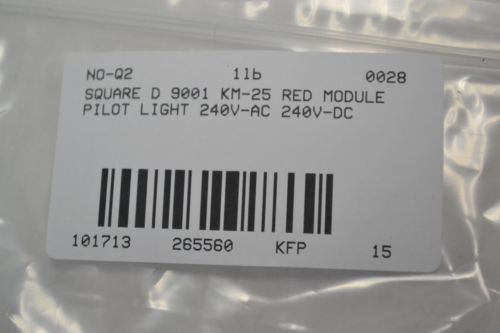 NO-Q2 1lb 0028
SQUARE D 9001 KM-25 RED MODULE
PILOT LIGHT 240V-AC 240V-DC
101713 265560 KFP 15